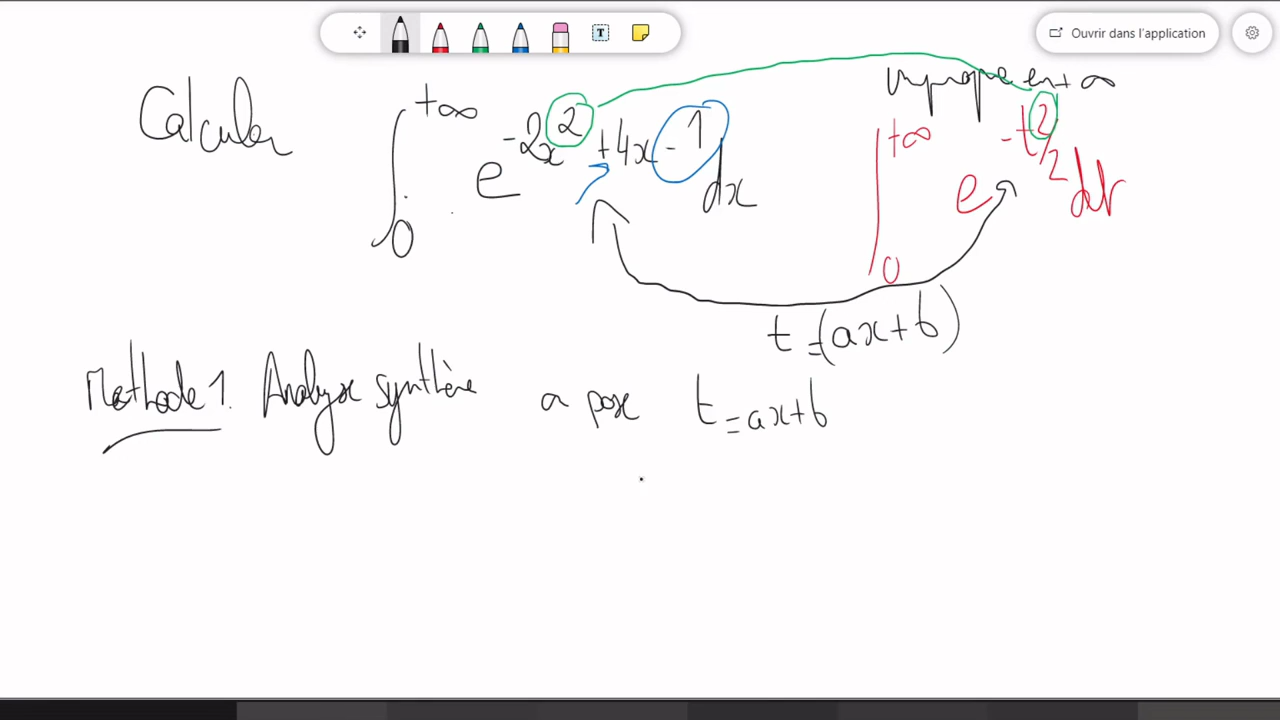 Ouvrir dans l'application
Calculer ∫₀^{+∞} e^{-2x²+4x-1} dx
impropre en +∞
∫₀^{+∞} e^{-t²/2} dt
t=(ax+b)
Methode 1. Analyse synthèse a pose t=ax+b